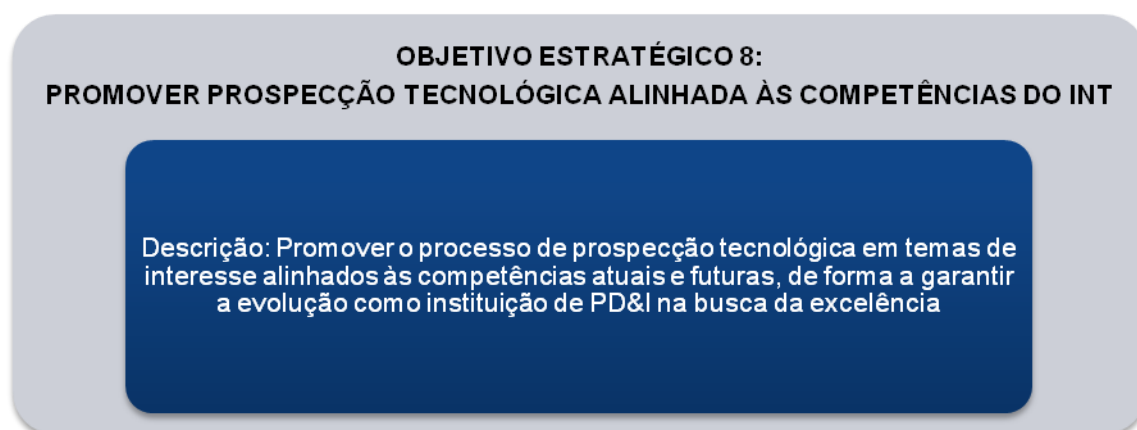 OBJETIVO ESTRATÉGICO 8:
PROMOVER PROSPECÇÃO TECNOLÓGICA ALINHADA ÀS COMPETÊNCIAS DO INT
Descrição: Promover o processo de prospecção tecnológica em temas de
interesse alinhados às competências atuais e futuras, de forma a garantir
a evolução como instituição de PD&I na busca da excelência